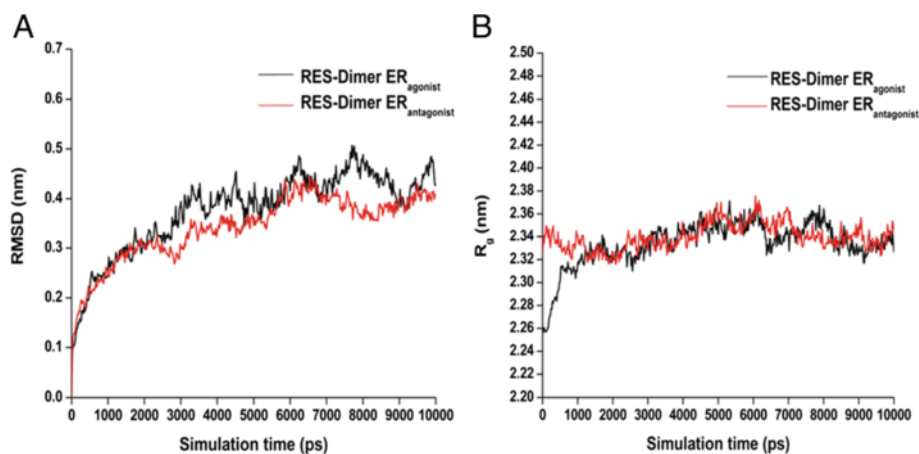 A
RMSD (nm)
0.7
0.6
0.5
0.4
0.3
0.2
0.1
0.0
RES-Dimer ERagonist
RES-Dimer ERantagonist
0 1000 2000 3000 4000 5000 6000 7000 8000 9000 10000
Simulation time (ps)
B
Rg (nm)
2.50
2.48
2.46
2.44
2.42
2.40
2.38
2.36
2.34
2.32
2.30
2.28
2.26
2.24
2.22
2.20
RES-Dimer ERagonist
RES-Dimer ERantagonist
0 1000 2000 3000 4000 5000 6000 7000 8000 9000 10000
Simulation time (ps)